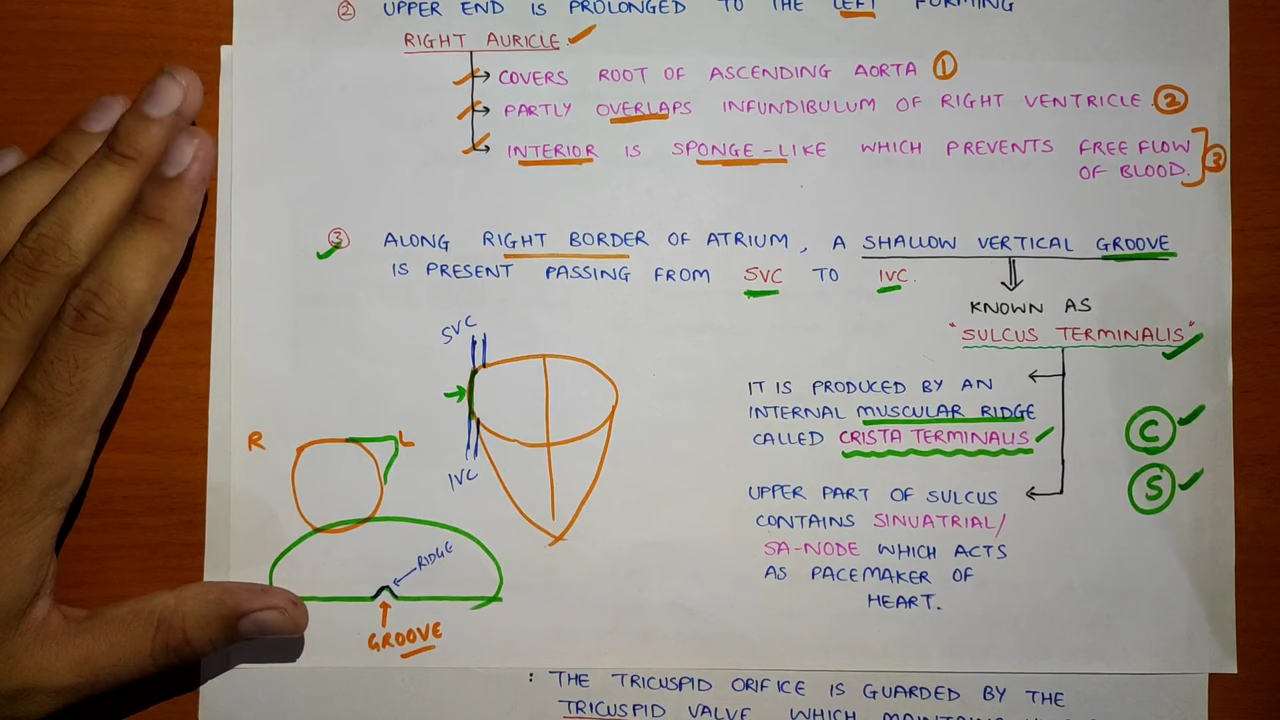 ② UPPER END IS PROLONGED TO THE LEFT FORMING
RIGHT AURICLE
COVERS ROOT OF ASCENDING AORTA ①
PARTLY OVERLAPS INFUNDIBULUM OF RIGHT VENTRICLE ②
INTERIOR IS SPONGE-LIKE WHICH PREVENTS FREE FLOW
OF BLOOD. ③
③ ALONG RIGHT BORDER OF ATRIUM, A SHALLOW VERTICAL GROOVE
IS PRESENT PASSING FROM SVC TO IVC.
KNOWN AS
"SULCUS TERMINALIS"
IT IS PRODUCED BY AN
INTERNAL MUSCULAR RIDGE
CALLED CRISTA TERMINALIS
C
S
UPPER PART OF SULCUS
CONTAINS SINUATRIAL/
SA-NODE WHICH ACTS
AS PACEMAKER OF
HEART.
SVC
IVC
R
L
RIDGE
GROOVE
: THE TRICUSPID ORIFICE IS GUARDED BY THE
TRICUSPID VALVE WHICH